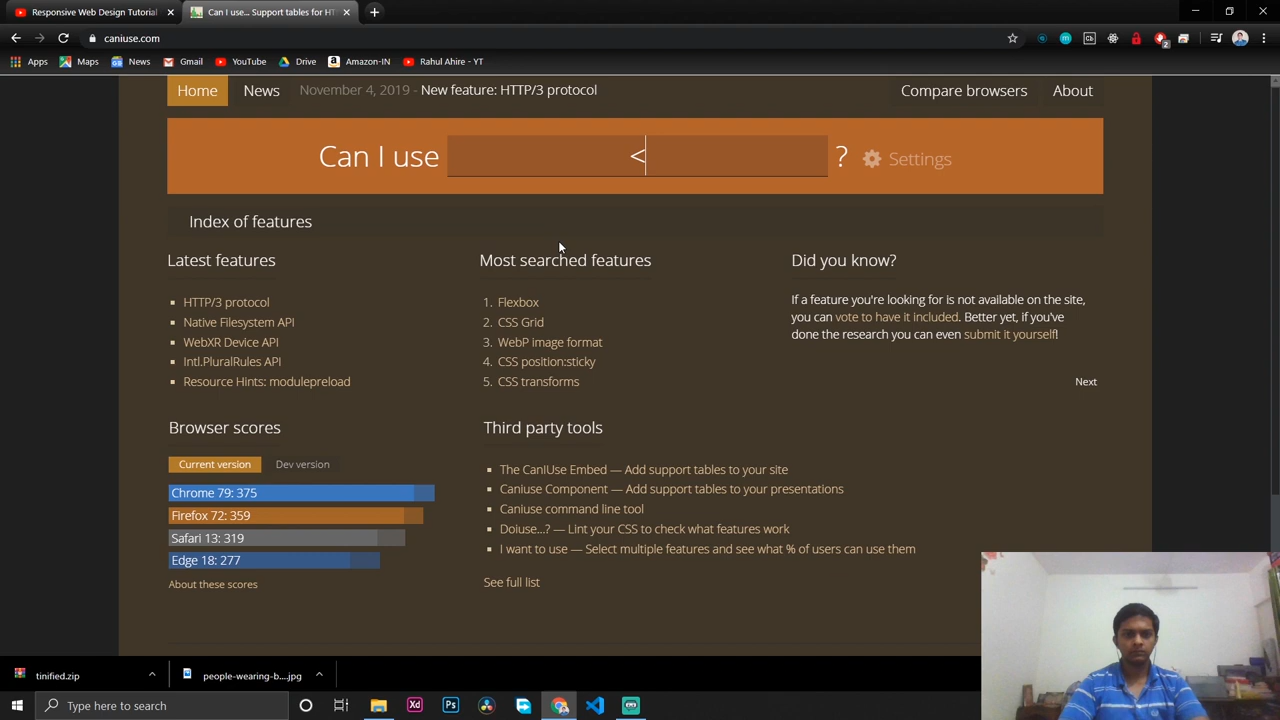 Responsive Web Design Tutorial
Can I use... Support tables for HT
caniuse.com
Apps Maps News Gmail YouTube Drive Amazon-IN Rahul Ahire - YT
Home News November 4, 2019 - New feature: HTTP/3 protocol Compare browsers About
Can I use < ? Settings
Index of features
Latest features
HTTP/3 protocol
Native Filesystem API
WebXR Device API
Intl.PluralRules API
Resource Hints: modulepreload
Most searched features
1. Flexbox
2. CSS Grid
3. WebP image format
4. CSS position:sticky
5. CSS transforms
Did you know?
If a feature you're looking for is not available on the site,
you can vote to have it included. Better yet, if you've
done the research you can even submit it yourself!
Next
Browser scores
Current version Dev version
Chrome 79: 375
Firefox 72: 359
Safari 13: 319
Edge 18: 277
About these scores
Third party tools
The CanIUse Embed — Add support tables to your site
Caniuse Component — Add support tables to your presentations
Caniuse command line tool
Doiuse...? — Lint your CSS to check what features work
I want to use — Select multiple features and see what % of users can use them
See full list
tinified.zip people-wearing-b....jpg
Type here to search